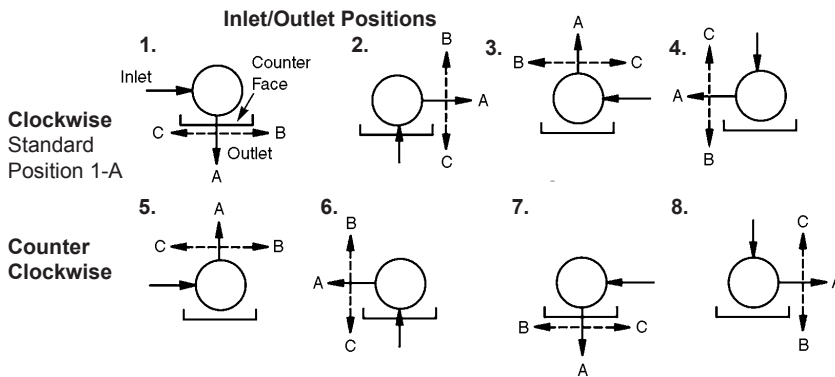 Inlet/Outlet Positions
1.
Inlet
Counter
Face
C
B
Outlet
A
2.
B
A
C
3.
A
B
C
4.
C
A
B
Clockwise
Standard
Position 1-A
5.
A
C
B
6.
B
A
C
7.
B
C
A
8.
C
A
B
Counter
Clockwise